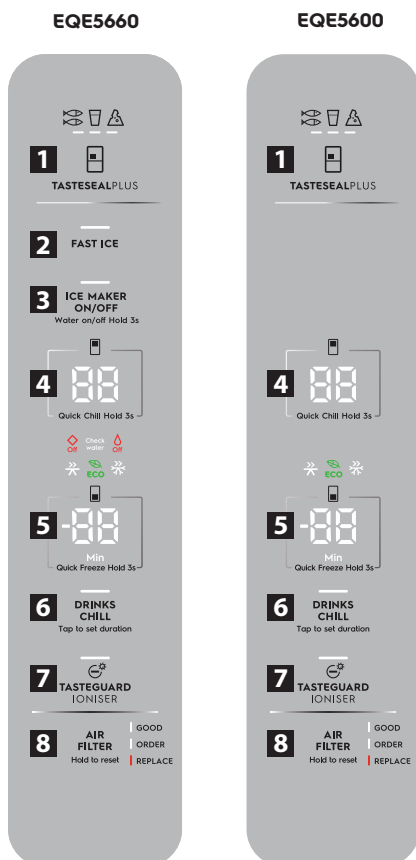 EQE5660
1
TASTESEALPLUS
2
FAST ICE
3
ICE MAKER
ON/OFF
Water on/off Hold 3s
4
88
Quick Chill Hold 3s
Off
Check
water
Off
ECO
5
-88
Min
Quick Freeze Hold 3s
6
DRINKS
CHILL
Tap to set duration
7
TASTEGUARD
IONISER
8
AIR
FILTER
Hold to reset
GOOD
ORDER
REPLACE
EQE5600
1
TASTESEALPLUS
4
88
Quick Chill Hold 3s
ECO
5
-88
Min
Quick Freeze Hold 3s
6
DRINKS
CHILL
Tap to set duration
7
TASTEGUARD
IONISER
8
AIR
FILTER
Hold to reset
GOOD
ORDER
REPLACE